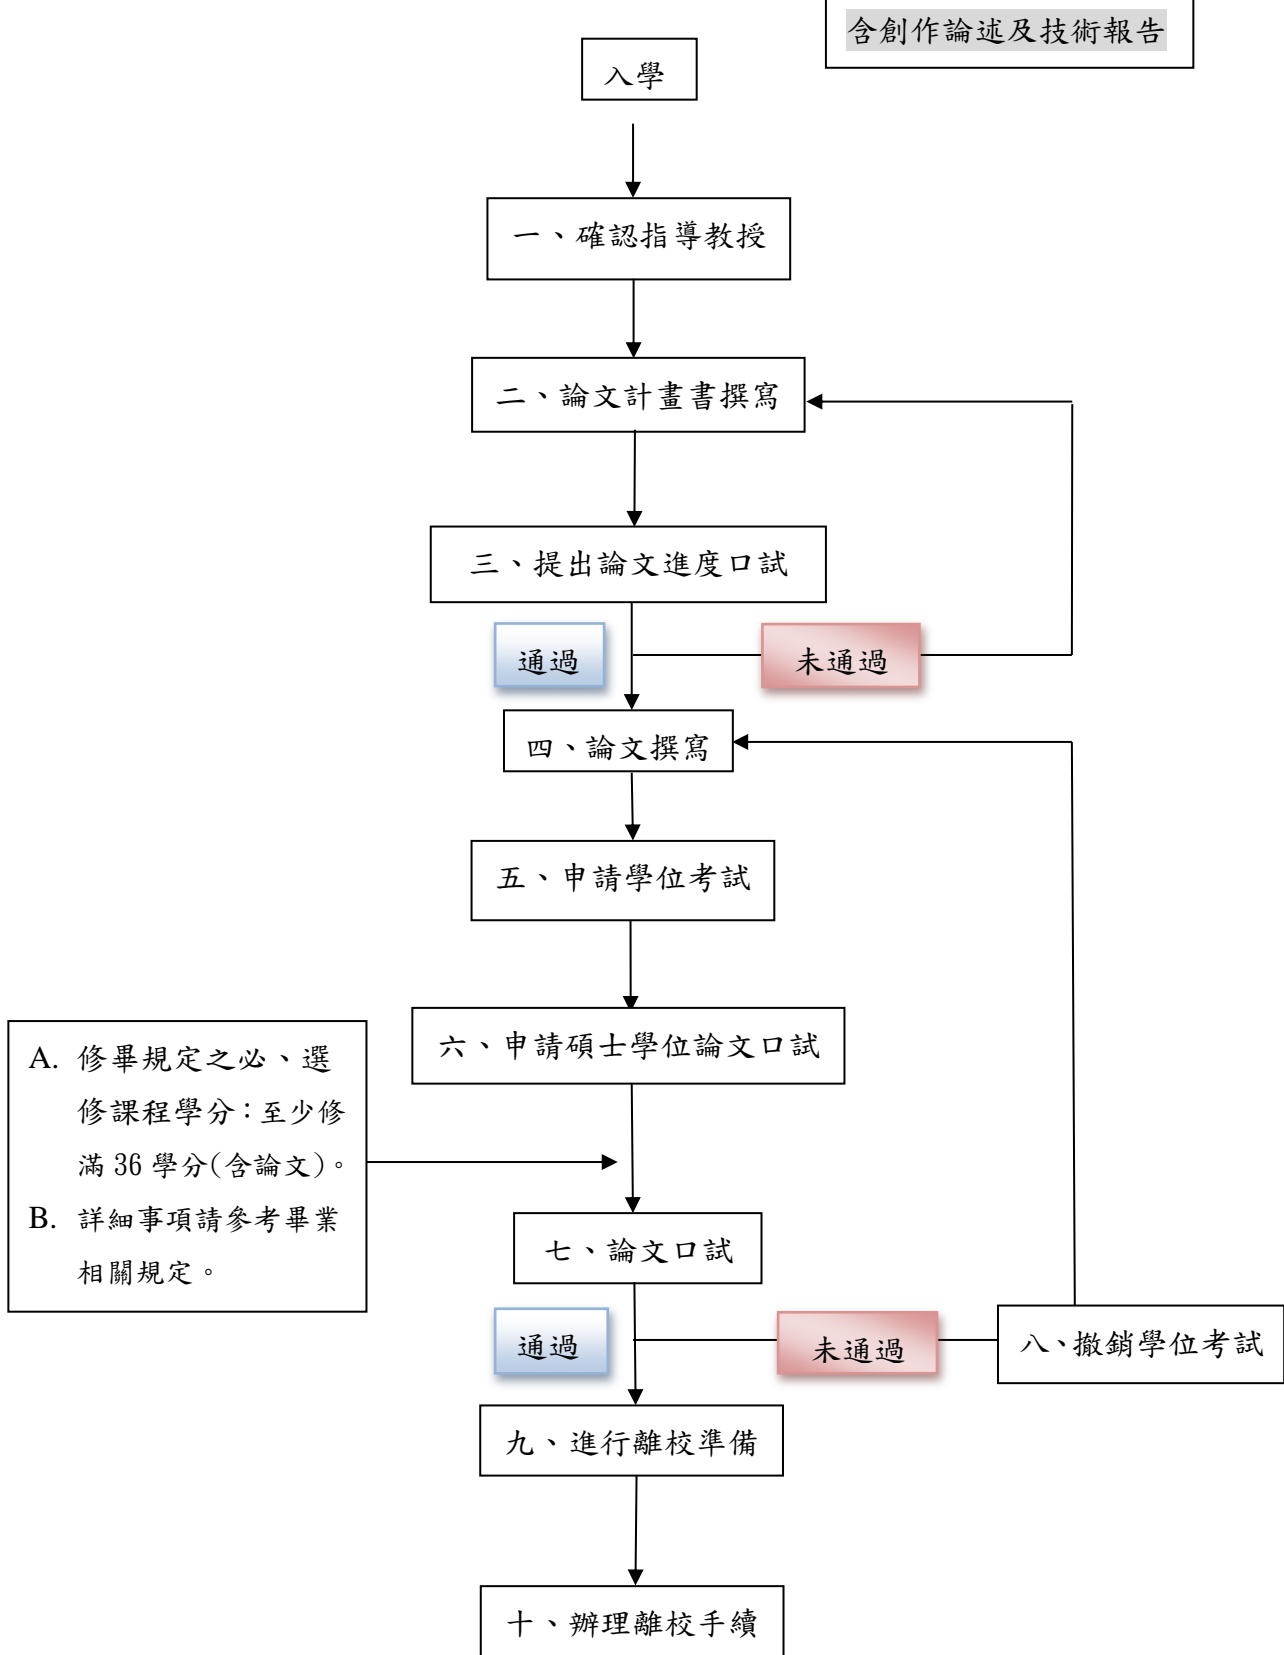 含創作論述及技術報告
入學
一、確認指導教授
二、論文計畫書撰寫
三、提出論文進度口試
通過
未通過
四、論文撰寫
五、申請學位考試
六、申請碩士學位論文口試
A. 修畢規定之必、選
修課程學分：至少修
滿 36 學分(含論文)。
B. 詳細事項請參考畢業
相關規定。
七、論文口試
通過
未通過
八、撤銷學位考試
九、進行離校準備
十、辦理離校手續